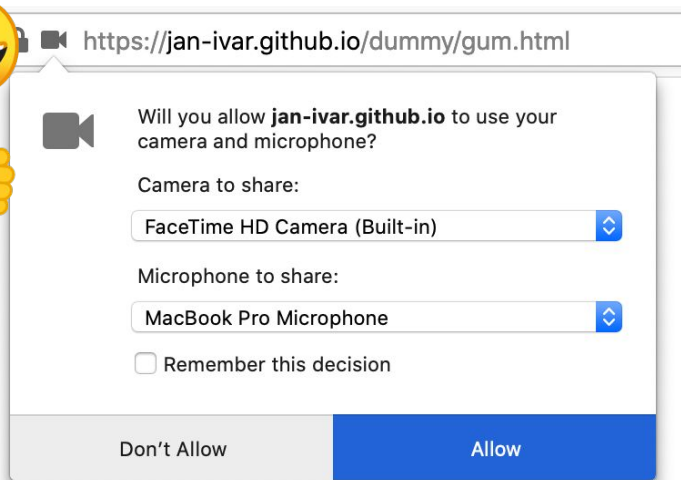 https://jan-ivar.github.io/dummy/gum.html
Will you allow jan-ivar.github.io to use your
camera and microphone?
Camera to share:
FaceTime HD Camera (Built-in)
Microphone to share:
MacBook Pro Microphone
Remember this decision
Don’t Allow
Allow